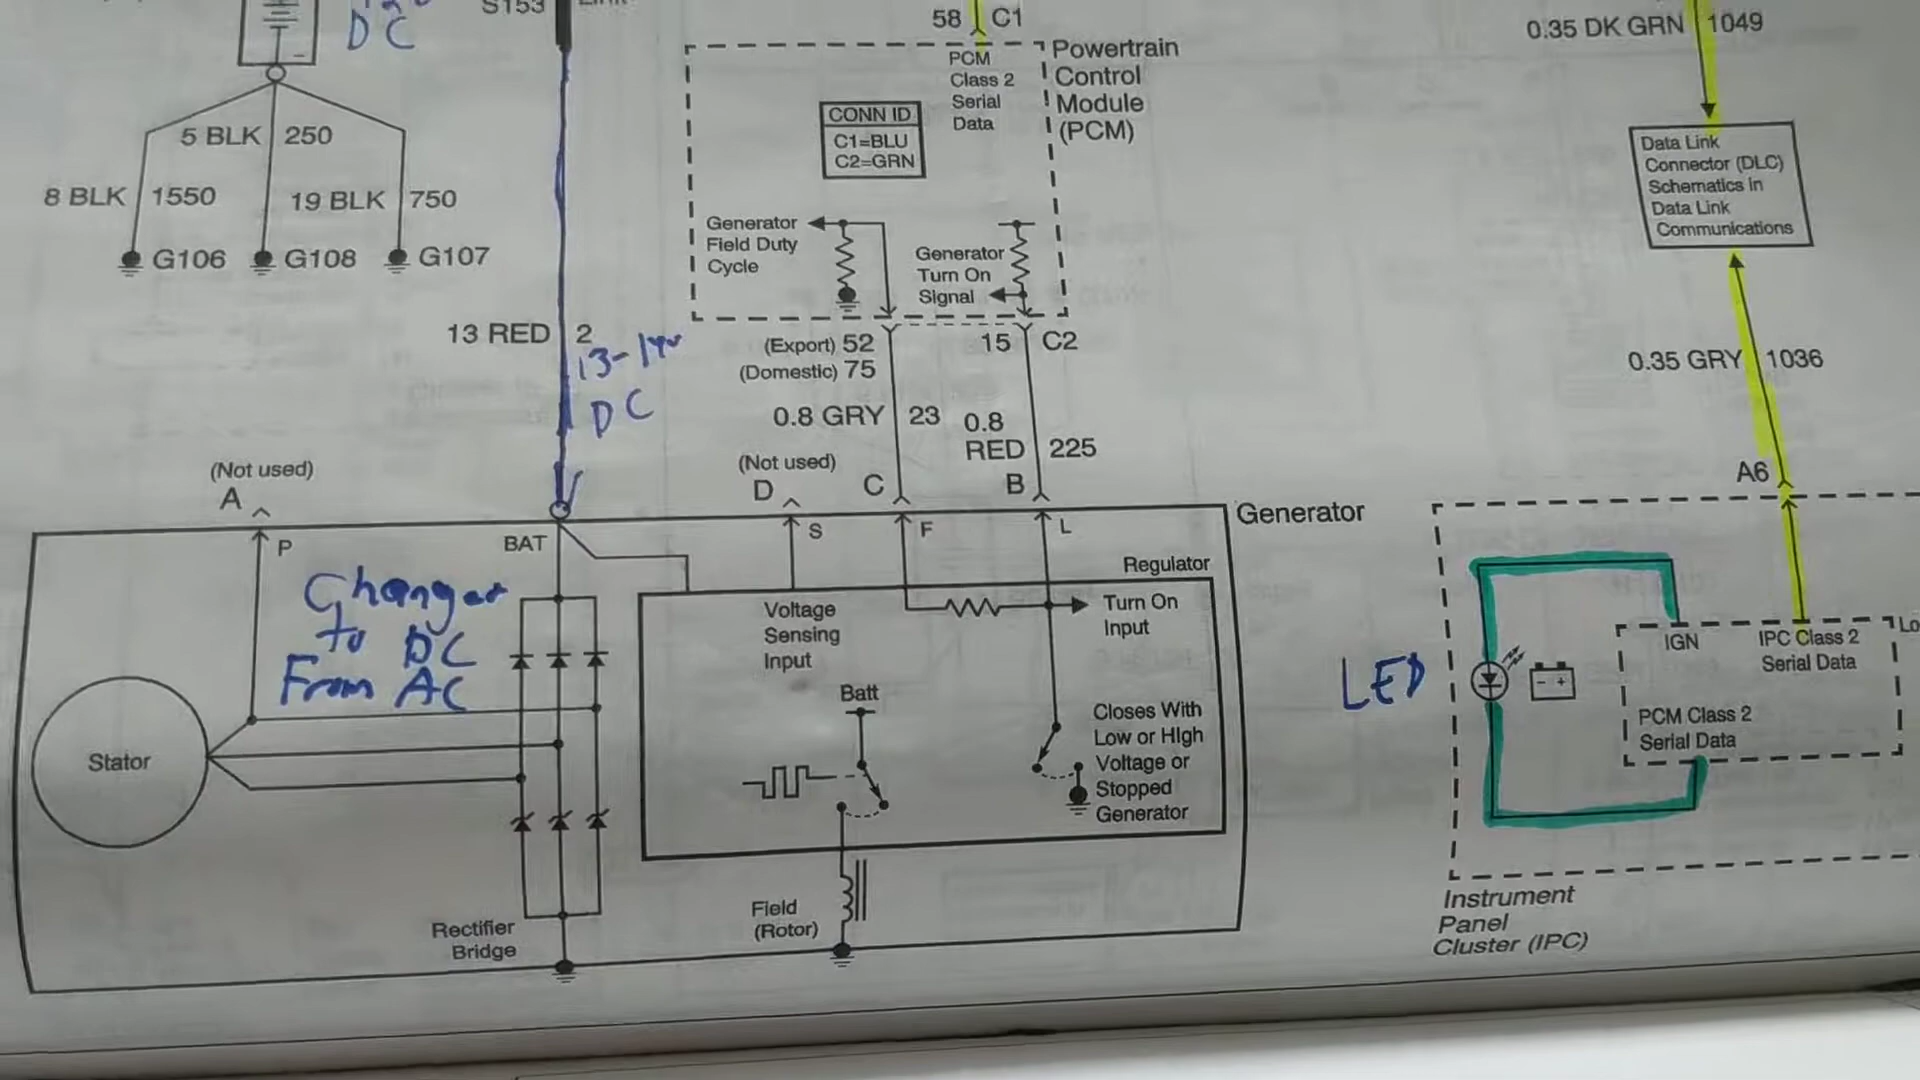 S153
DC
58 C1
0.35 DK GRN 1049
PCM
Class 2
Serial
Data
Powertrain
Control
Module
(PCM)
CONN ID
C1=BLU
C2=GRN
5 BLK 250
8 BLK 1550
19 BLK 750
G106
G108
G107
Data Link
Connector (DLC)
Schematics in
Data Link
Communications
Generator
Field Duty
Cycle
Generator
Turn On
Signal
13 RED 2
13-14v
DC
(Export) 52
(Domestic) 75
15 C2
0.8 GRY 23
0.8
RED 225
0.35 GRY 1036
(Not used)
A
(Not used)
D
C
B
A6
P
BAT
S
F
L
Generator
Regulator
Changer
to DC
From AC
Voltage
Sensing
Input
Turn On
Input
Batt
Closes With
Low or HIgh
Voltage or
Stopped
Generator
Stator
Rectifier
Bridge
Field
(Rotor)
LED
- +
IGN
IPC Class 2
Serial Data
Lo
PCM Class 2
Serial Data
Instrument
Panel
Cluster (IPC)